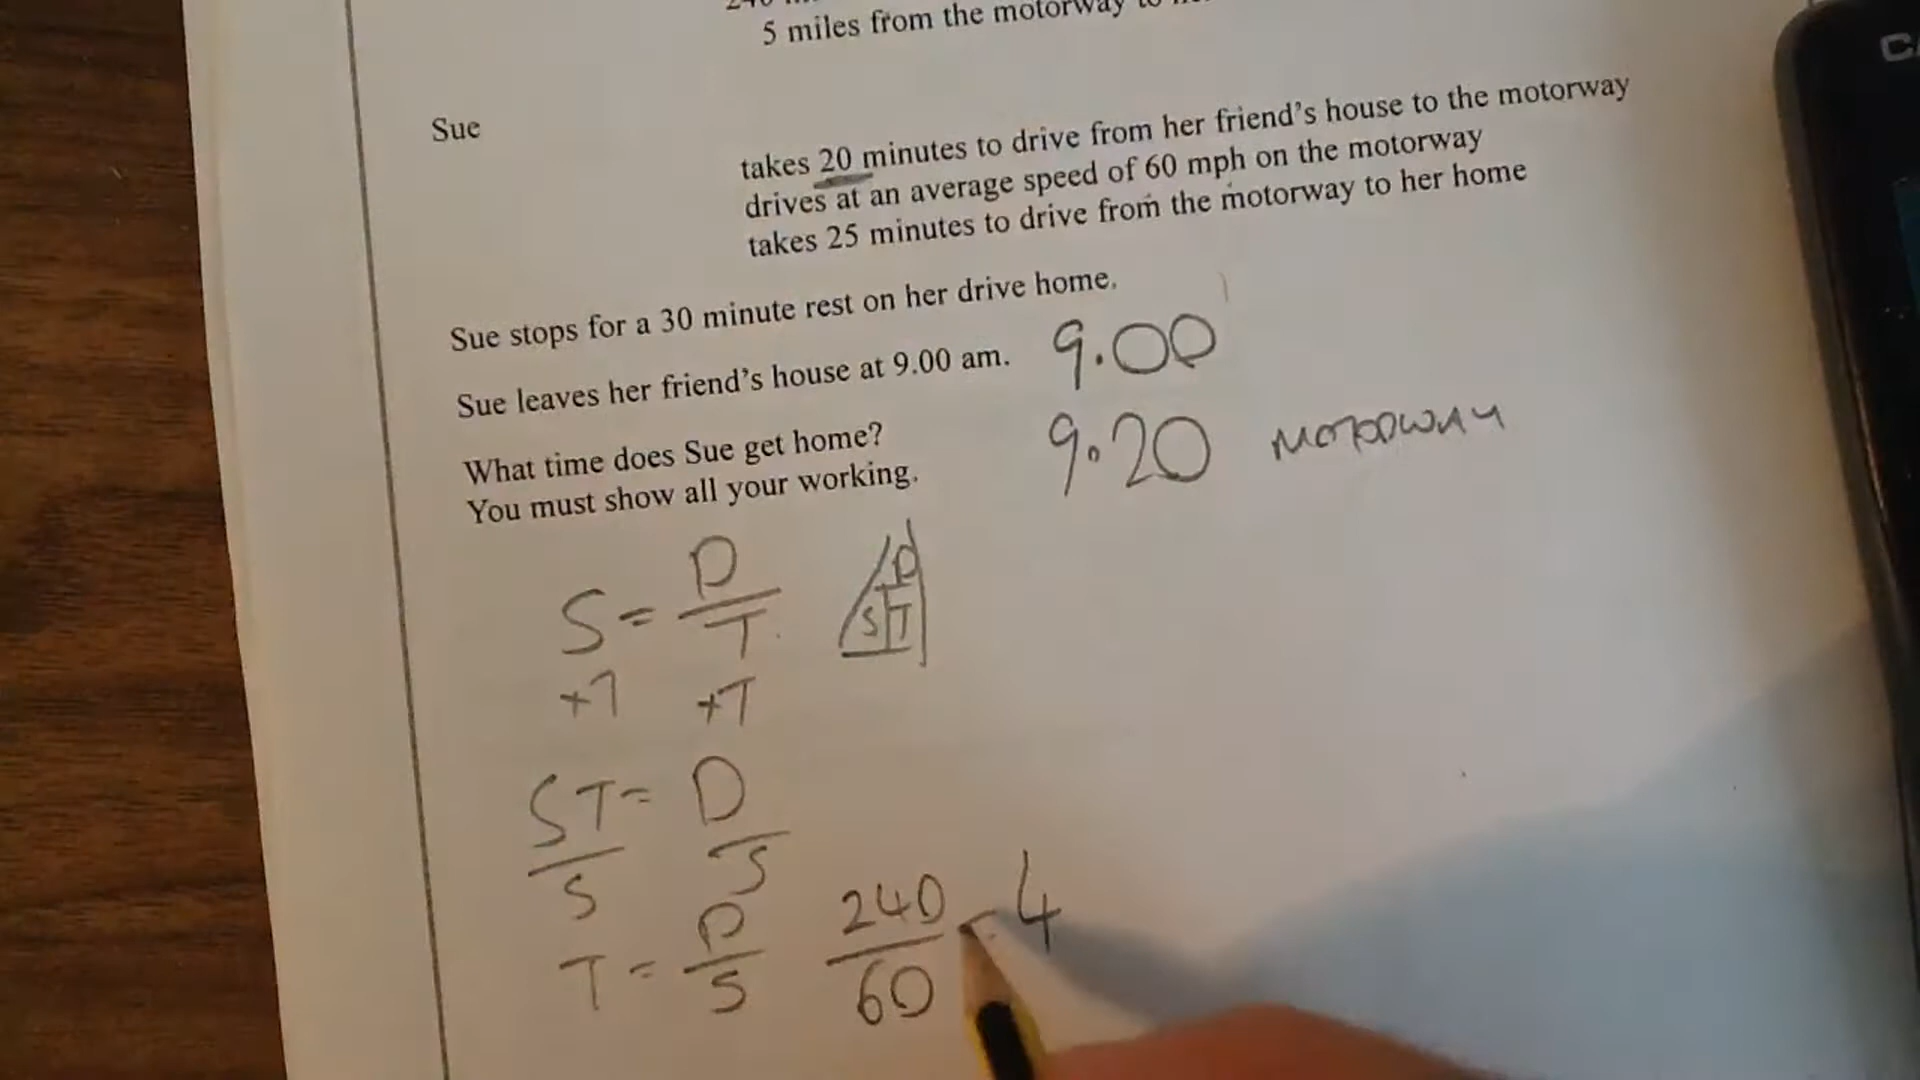 240
5 miles from the motorway to
Sue
takes 20 minutes to drive from her friend's house to the motorway
drives at an average speed of 60 mph on the motorway
takes 25 minutes to drive from the motorway to her home
Sue stops for a 30 minute rest on her drive home.
Sue leaves her friend's house at 9.00 am. 9.00
What time does Sue get home? 9.20 MOTORWAY
You must show all your working.
S = D/T D S T
×T ×T
ST = D
S S
T = D/S 240/60 = 4